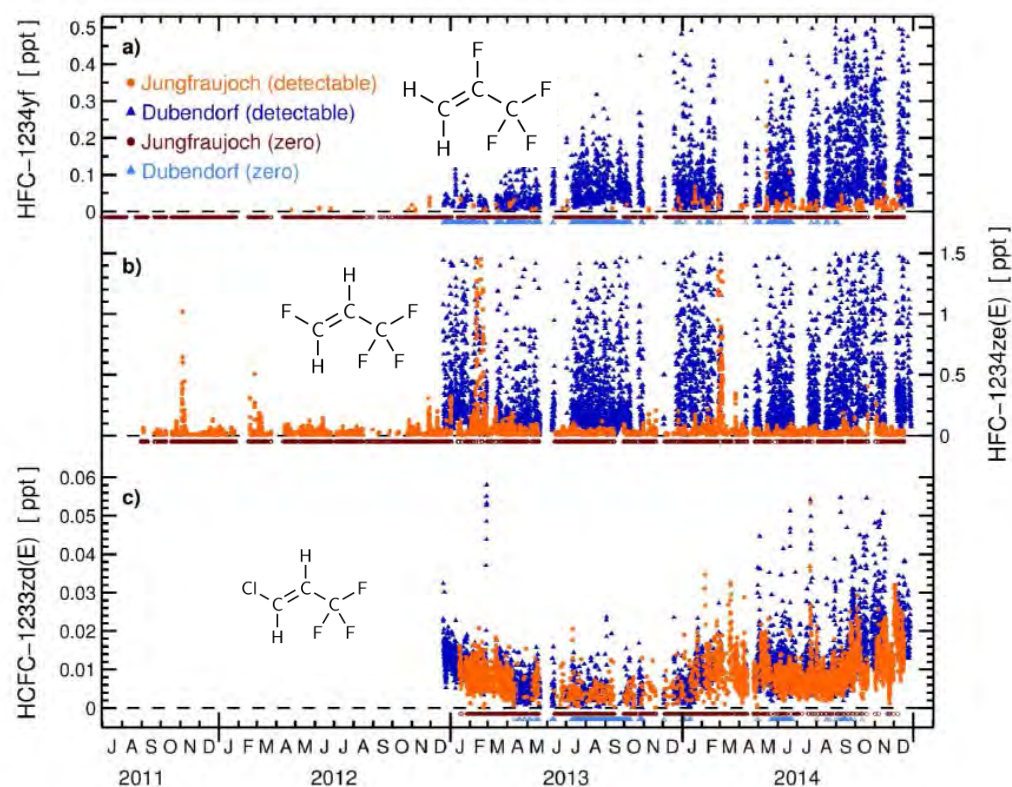 HFC-1234yf [ ppt ]
0.5
0.4
0.3
0.2
0.1
0
a)
Jungfraujoch (detectable)
Dubendorf (detectable)
Jungfraujoch (zero)
Dubendorf (zero)
F
H C C F
C
H F F
b)
H
F C F
C C
H F F
1.5
1
0.5
0
HFC-1234ze(E) [ ppt ]
HCFC-1233zd(E) [ ppt ]
0.06
0.05
0.04
0.03
0.02
0.01
0
c)
H
Cl C F
C C
H F F
J A S O N D J F M A M J J A S O N D J F M A M J J A S O N D J F M A M J J A S O N D
2011 2012 2013 2014